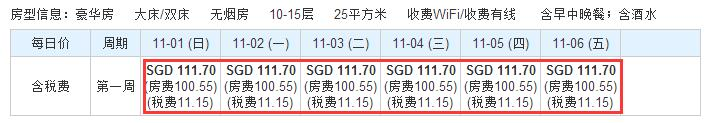 房型信息：豪华房 大床/双床 无烟房 10-15层 25平方米 收费WiFi/收费有线 含早中晚餐；含酒水
每日价 周期 11-01 (日) 11-02 (一) 11-03 (二) 11-04 (三) 11-05 (四) 11-06 (五)
SGD 111.70 SGD 111.70 SGD 111.70 SGD 111.70 SGD 111.70 SGD 111.70
含税费 第一周 (房费100.55) (房费100.55) (房费100.55) (房费100.55) (房费100.55) (房费100.55)
(税费11.15) (税费11.15) (税费11.15) (税费11.15) (税费11.15) (税费11.15)